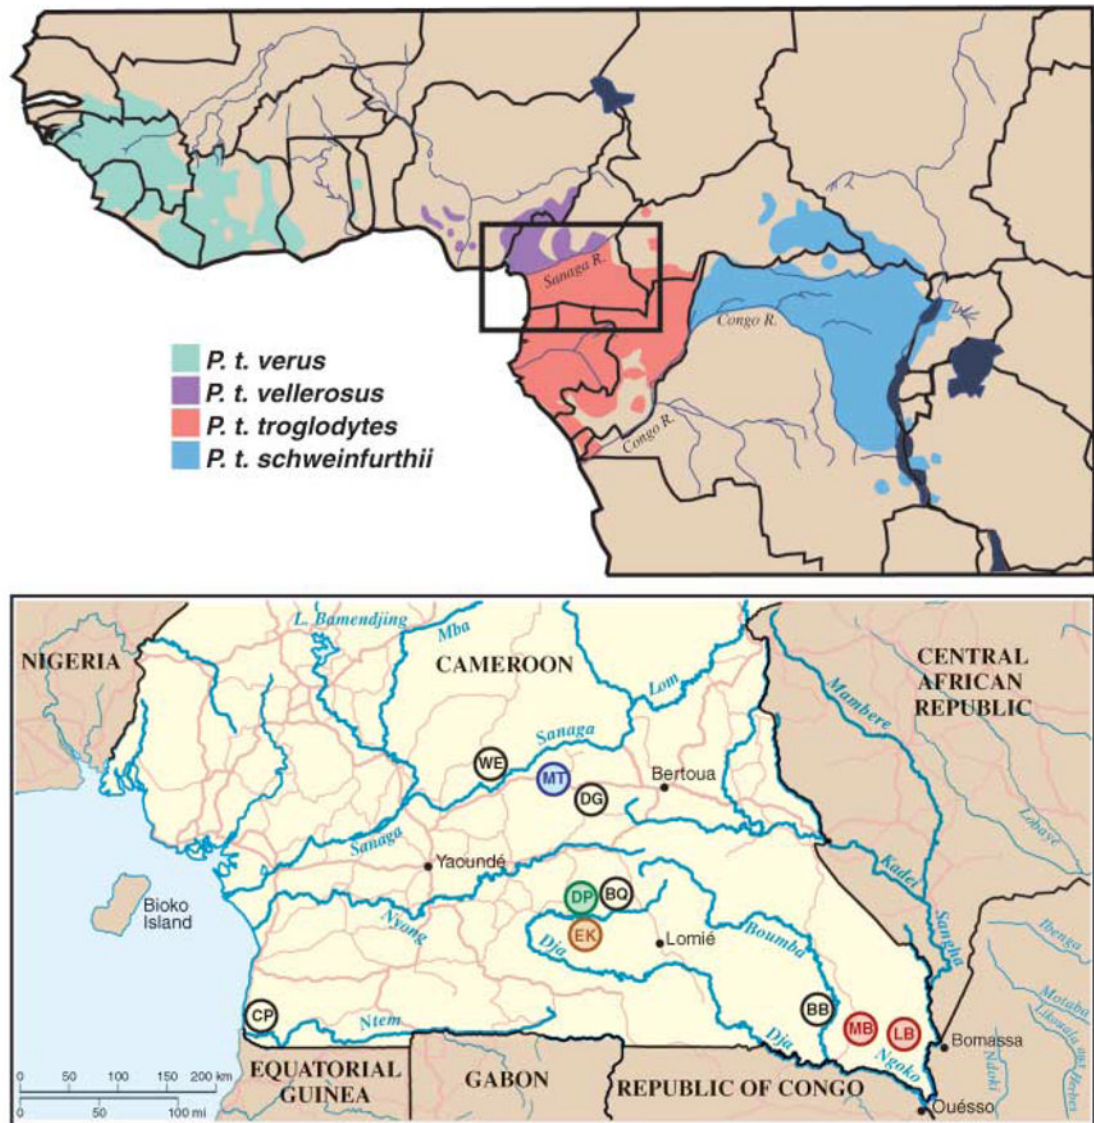 Sanaga R.
Congo R.
Congo R.
P. t. verus
P. t. vellerosus
P. t. troglodytes
P. t. schweinfurthii
L. Bamendjing
Mba
NIGERIA
CAMEROON
CENTRAL
AFRICAN
REPUBLIC
Lom
Mambere
Sanaga
WE
MT
Bertoua
DG
Lobaye
Sanaga
Yaoundé
Kadei
DP
BQ
Bioko
Island
Nyong
EK
Dja
Lomié
Boumba
Sangha
Ibenga
Motaba
CP
Ntem
BB
MB
LB
Dja
Ngoko
Bomassa
Likouala aux Herbes
Ndoki
EQUATORIAL
GUINEA
GABON
REPUBLIC OF CONGO
Ouésso
0 50 100 150 200 km
0 50 100 mi